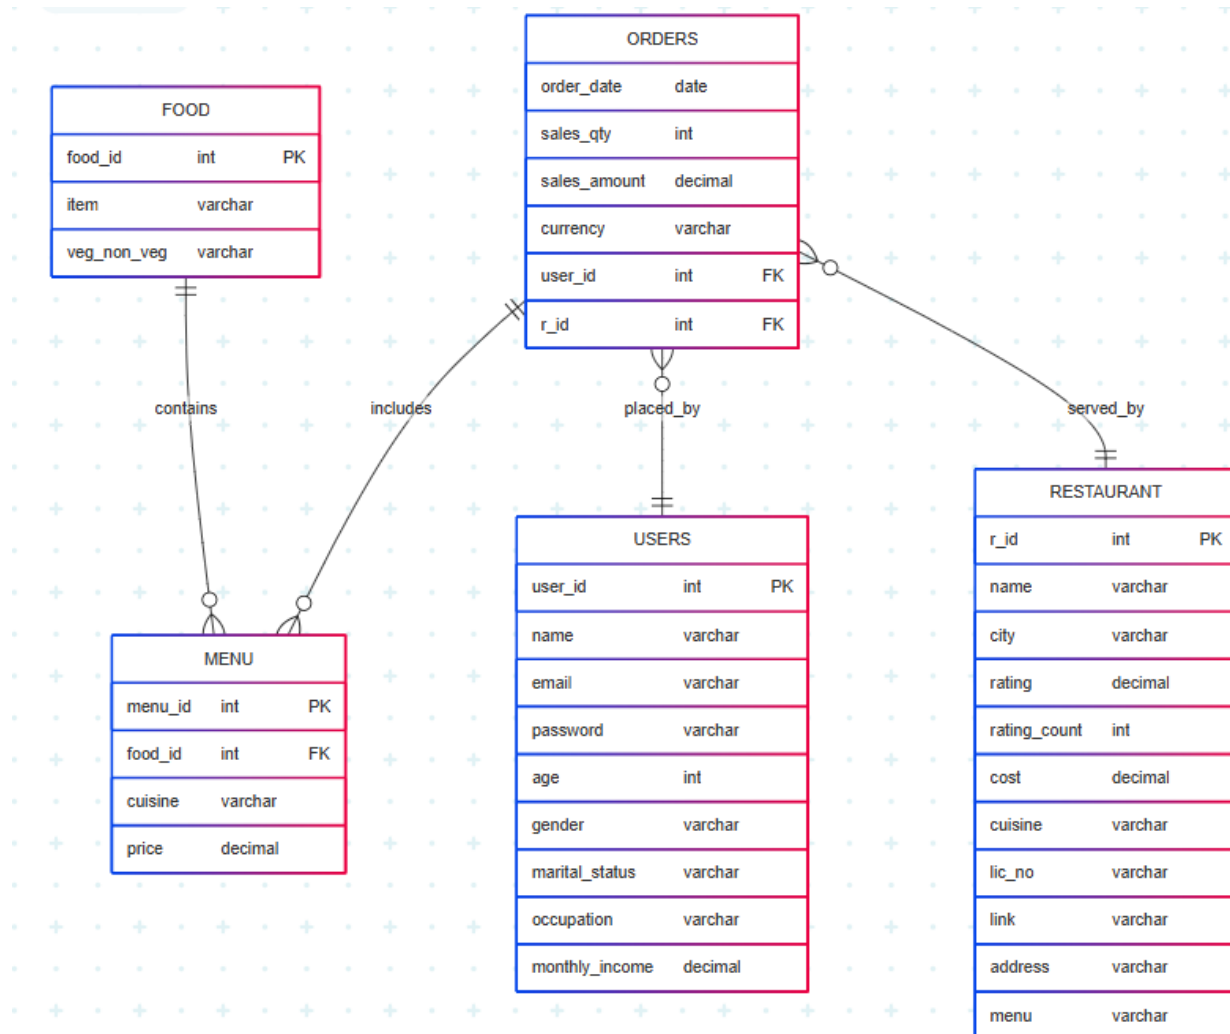 ORDERS
order_date date
sales_qty int
sales_amount decimal
currency varchar
user_id int FK
r_id int FK
FOOD
food_id int PK
item varchar
veg_non_veg varchar
contains
includes
placed_by
served_by
MENU
menu_id int PK
food_id int FK
cuisine varchar
price decimal
USERS
user_id int PK
name varchar
email varchar
password varchar
age int
gender varchar
marital_status varchar
occupation varchar
monthly_income decimal
RESTAURANT
r_id int PK
name varchar
city varchar
rating decimal
rating_count int
cost decimal
cuisine varchar
lic_no varchar
link varchar
address varchar
menu varchar